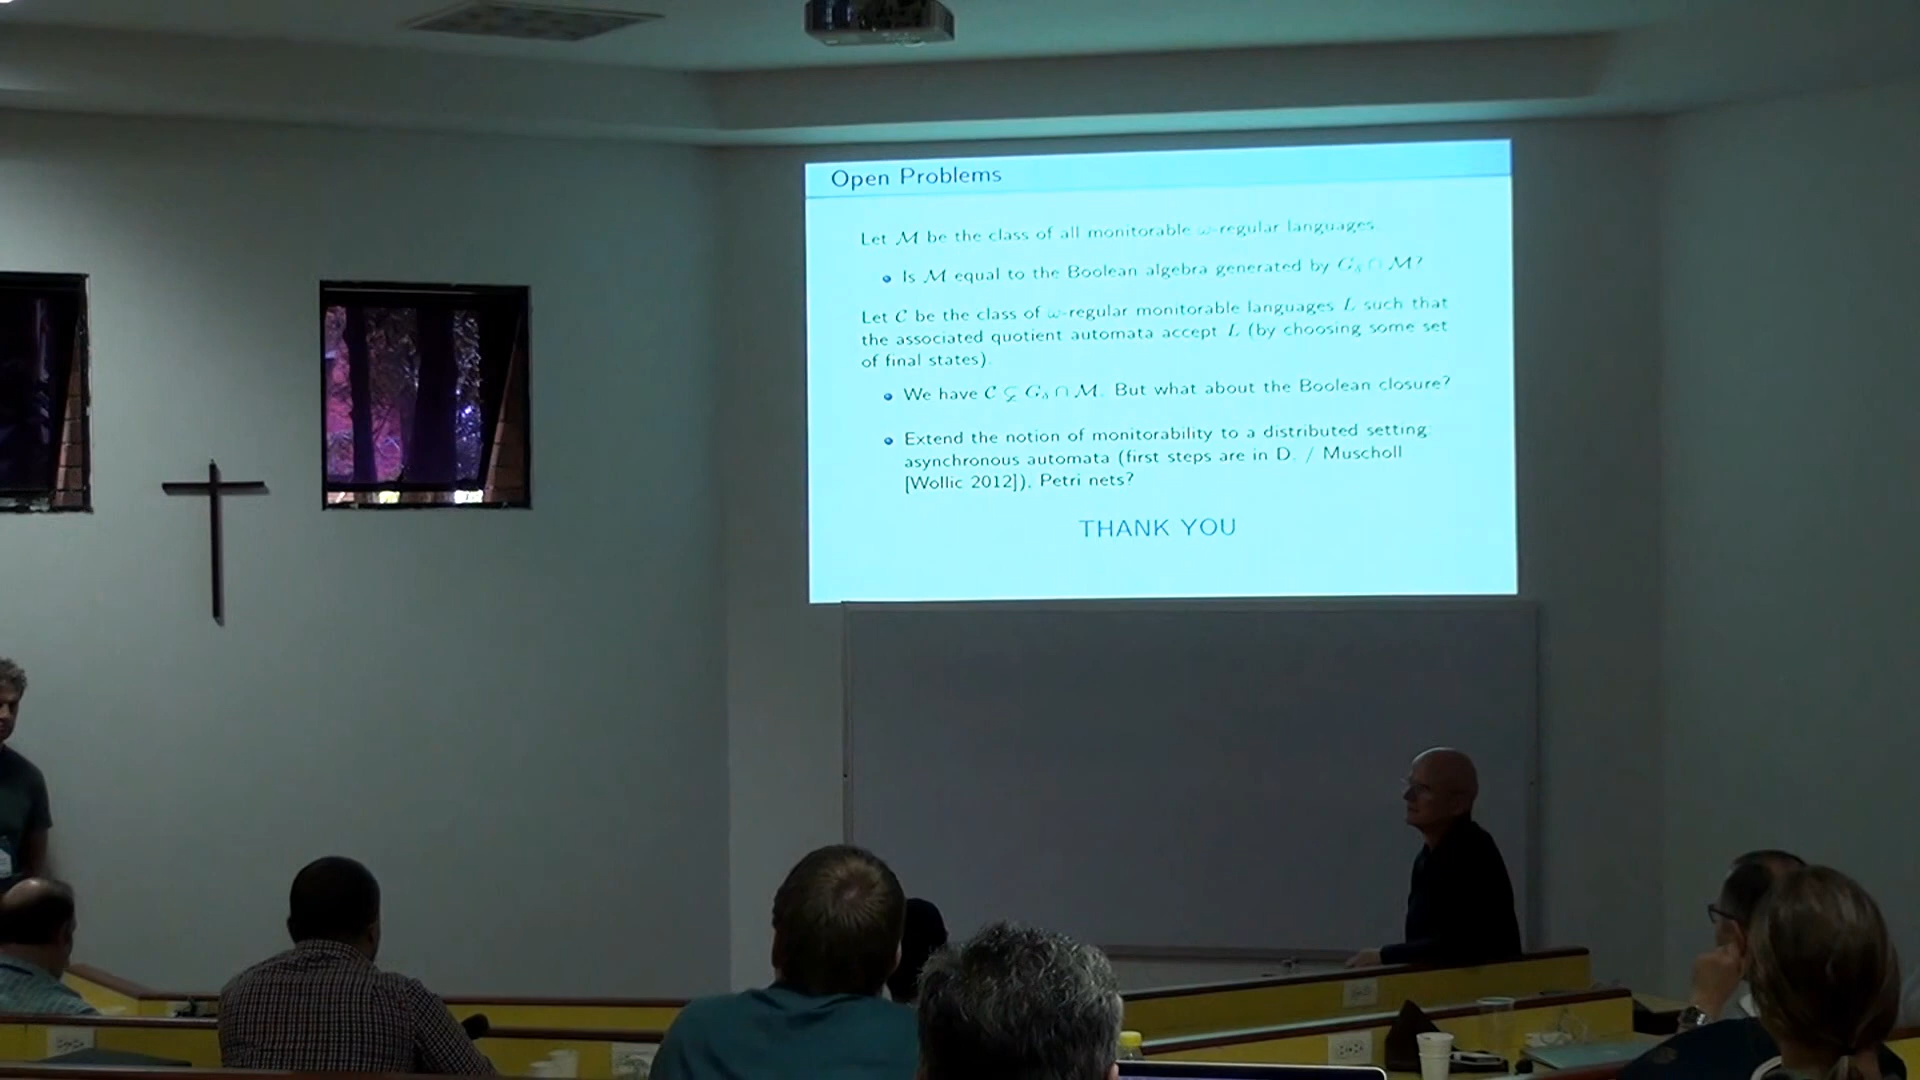 Open Problems
Let M be the class of all monitorable ω-regular languages.
• Is M equal to the Boolean algebra generated by Gδ ∩ M?
Let C be the class of ω-regular monitorable languages L such that
the associated quotient automata accept L (by choosing some set
of final states).
• We have C ⊊ Gδ ∩ M. But what about the Boolean closure?
• Extend the notion of monitorability to a distributed setting:
asynchronous automata (first steps are in D. / Muscholl
[Wollic 2012]), Petri nets?
THANK YOU